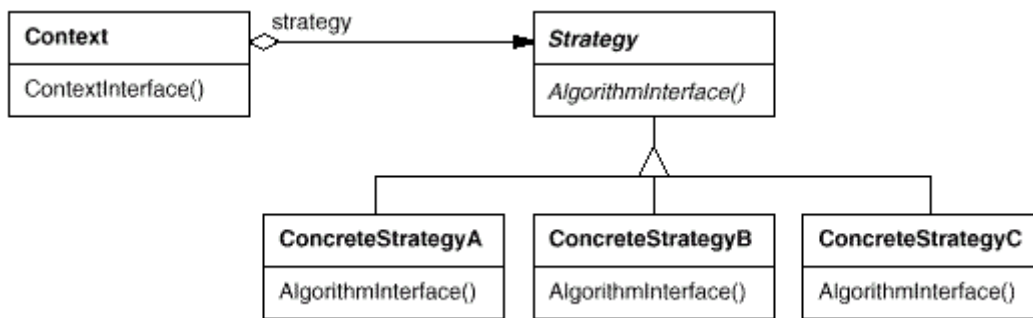 strategy
Context
ContextInterface()
Strategy
AlgorithmInterface()
ConcreteStrategyA
AlgorithmInterface()
ConcreteStrategyB
AlgorithmInterface()
ConcreteStrategyC
AlgorithmInterface()